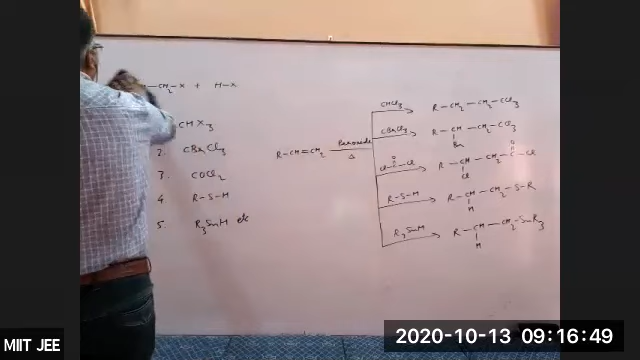 –CH₂–X + H–X
CHX₃
2. CBrCl₃
3. COCl₂
4 R–S–H
5. R₃SnH etc
R–CH=CH₂ Peroxide Δ
CHCl₃ R–CH₂–CH₂–CCl₃
CBrCl₃ R–CH–CH₂–CCl₃
Br
Cl–C–Cl R–CH–CH₂–C–Cl
O O
Cl
R–S–H R–CH–CH₂–S–R
H
R₃SnH R–CH–CH₂–SnR₃
H
MIIT JEE
2020-10-13 09:16:49